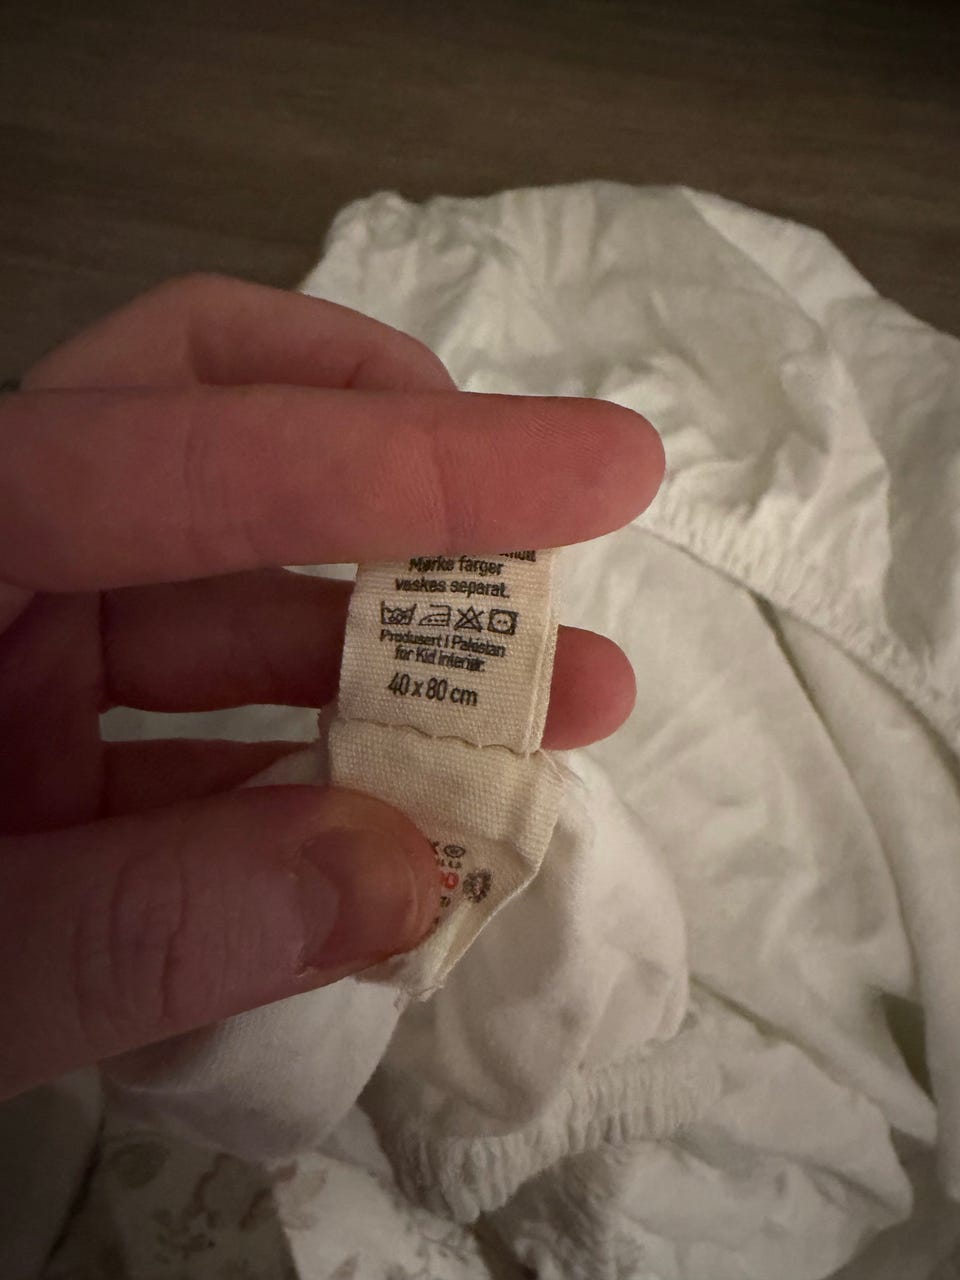 Mørke farger
vaskes separat.
Produsert i Pakistan
for Kid Interiør.
40 x 80 cm